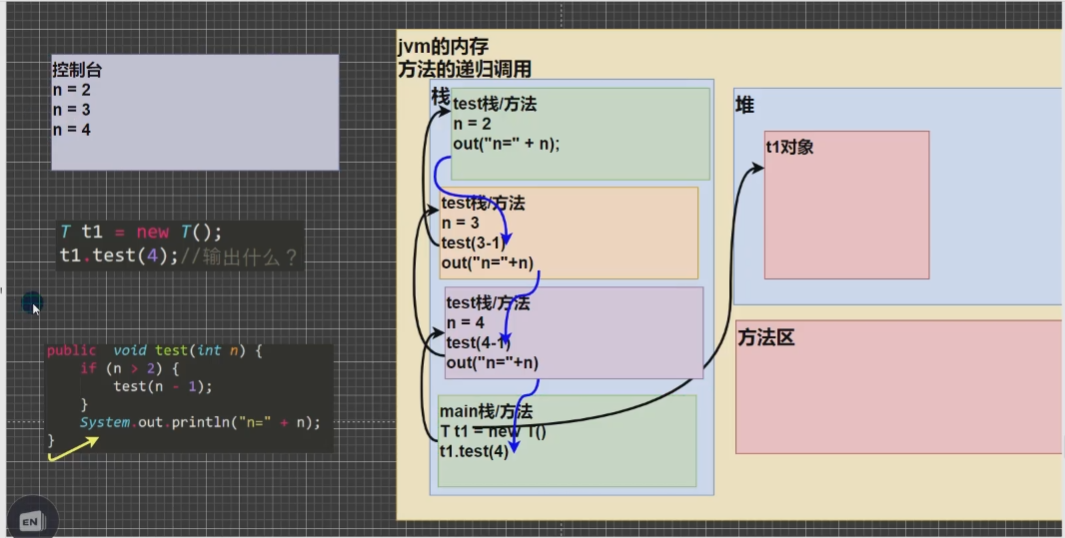 控制台
n = 2
n = 3
n = 4
T t1 = new T();
t1.test(4);//输出什么？
public void test(int n) {
if (n > 2) {
test(n - 1);
}
System.out.println("n=" + n);
}
EN
jvm的内存
方法的递归调用
栈
test栈/方法
n = 2
out("n=" + n);
test栈/方法
n = 3
test(3-1)
out("n="+n)
test栈/方法
n = 4
test(4-1)
out("n="+n)
main栈/方法
T t1 = new T()
t1.test(4)
堆
t1对象
方法区